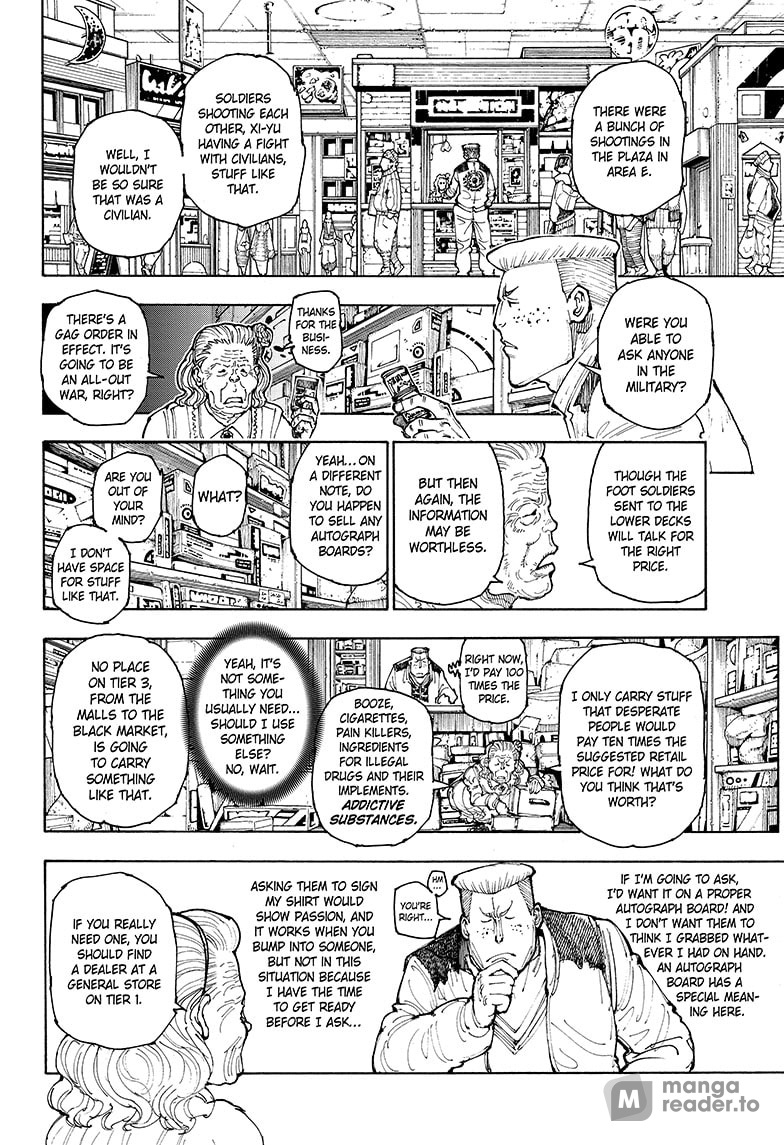 THERE WERE
A BUNCH OF
SHOOTINGS
IN THE
PLAZA IN
AREA E.
SOLDIERS
SHOOTING EACH
OTHER, XI-YU
HAVING A FIGHT
WITH CIVILIANS,
STUFF LIKE
THAT.
WELL, I
WOULDN'T
BE SO SURE
THAT WAS A
CIVILIAN.
WERE YOU
ABLE TO
ASK ANYONE
IN THE
MILITARY?
THANKS
FOR THE
BUSI-
NESS.
THERE'S A
GAG ORDER IN
EFFECT. IT'S
GOING TO BE
AN ALL-OUT
WAR, RIGHT?
THOUGH THE
FOOT SOLDIERS
SENT TO THE
LOWER DECKS
WILL TALK FOR
THE RIGHT
PRICE.
BUT THEN
AGAIN, THE
INFORMATION
MAY BE
WORTHLESS.
YEAH...ON
A DIFFERENT
NOTE, DO
YOU HAPPEN
TO SELL ANY
AUTOGRAPH
BOARDS?
WHAT?
ARE YOU
OUT OF
YOUR
MIND?
I DON'T
HAVE SPACE
FOR STUFF
LIKE THAT.
I ONLY CARRY STUFF
THAT DESPERATE
PEOPLE WOULD
PAY TEN TIMES THE
SUGGESTED RETAIL
PRICE FOR! WHAT DO
YOU THINK THAT'S
WORTH?
RIGHT NOW,
I'D PAY 100
TIMES THE
PRICE.
BOOZE,
CIGARETTES,
PAIN KILLERS,
INGREDIENTS
FOR ILLEGAL
DRUGS AND THEIR
IMPLEMENTS.
ADDICTIVE
SUBSTANCES.
YEAH, IT'S
NOT SOME-
THING YOU
USUALLY NEED...
SHOULD I USE
SOMETHING
ELSE?
NO, WAIT.
NO PLACE
ON TIER 3,
FROM THE
MALLS TO THE
BLACK MARKET,
IS GOING
TO CARRY
SOMETHING
LIKE THAT.
IF I'M GOING TO ASK,
I'D WANT IT ON A PROPER
AUTOGRAPH BOARD! AND
I DON'T WANT THEM TO
THINK I GRABBED WHAT-
EVER I HAD ON HAND.
AN AUTOGRAPH
BOARD HAS A
SPECIAL MEAN-
ING HERE.
HM
...
YOU'RE
RIGHT...
ASKING THEM TO SIGN
MY SHIRT WOULD
SHOW PASSION, AND
IT WORKS WHEN YOU
BUMP INTO SOMEONE,
BUT NOT IN THIS
SITUATION BECAUSE
I HAVE THE TIME
TO GET READY
BEFORE I ASK...
IF YOU REALLY
NEED ONE, YOU
SHOULD FIND
A DEALER AT A
GENERAL STORE
ON TIER 1.
M manga
reader.to